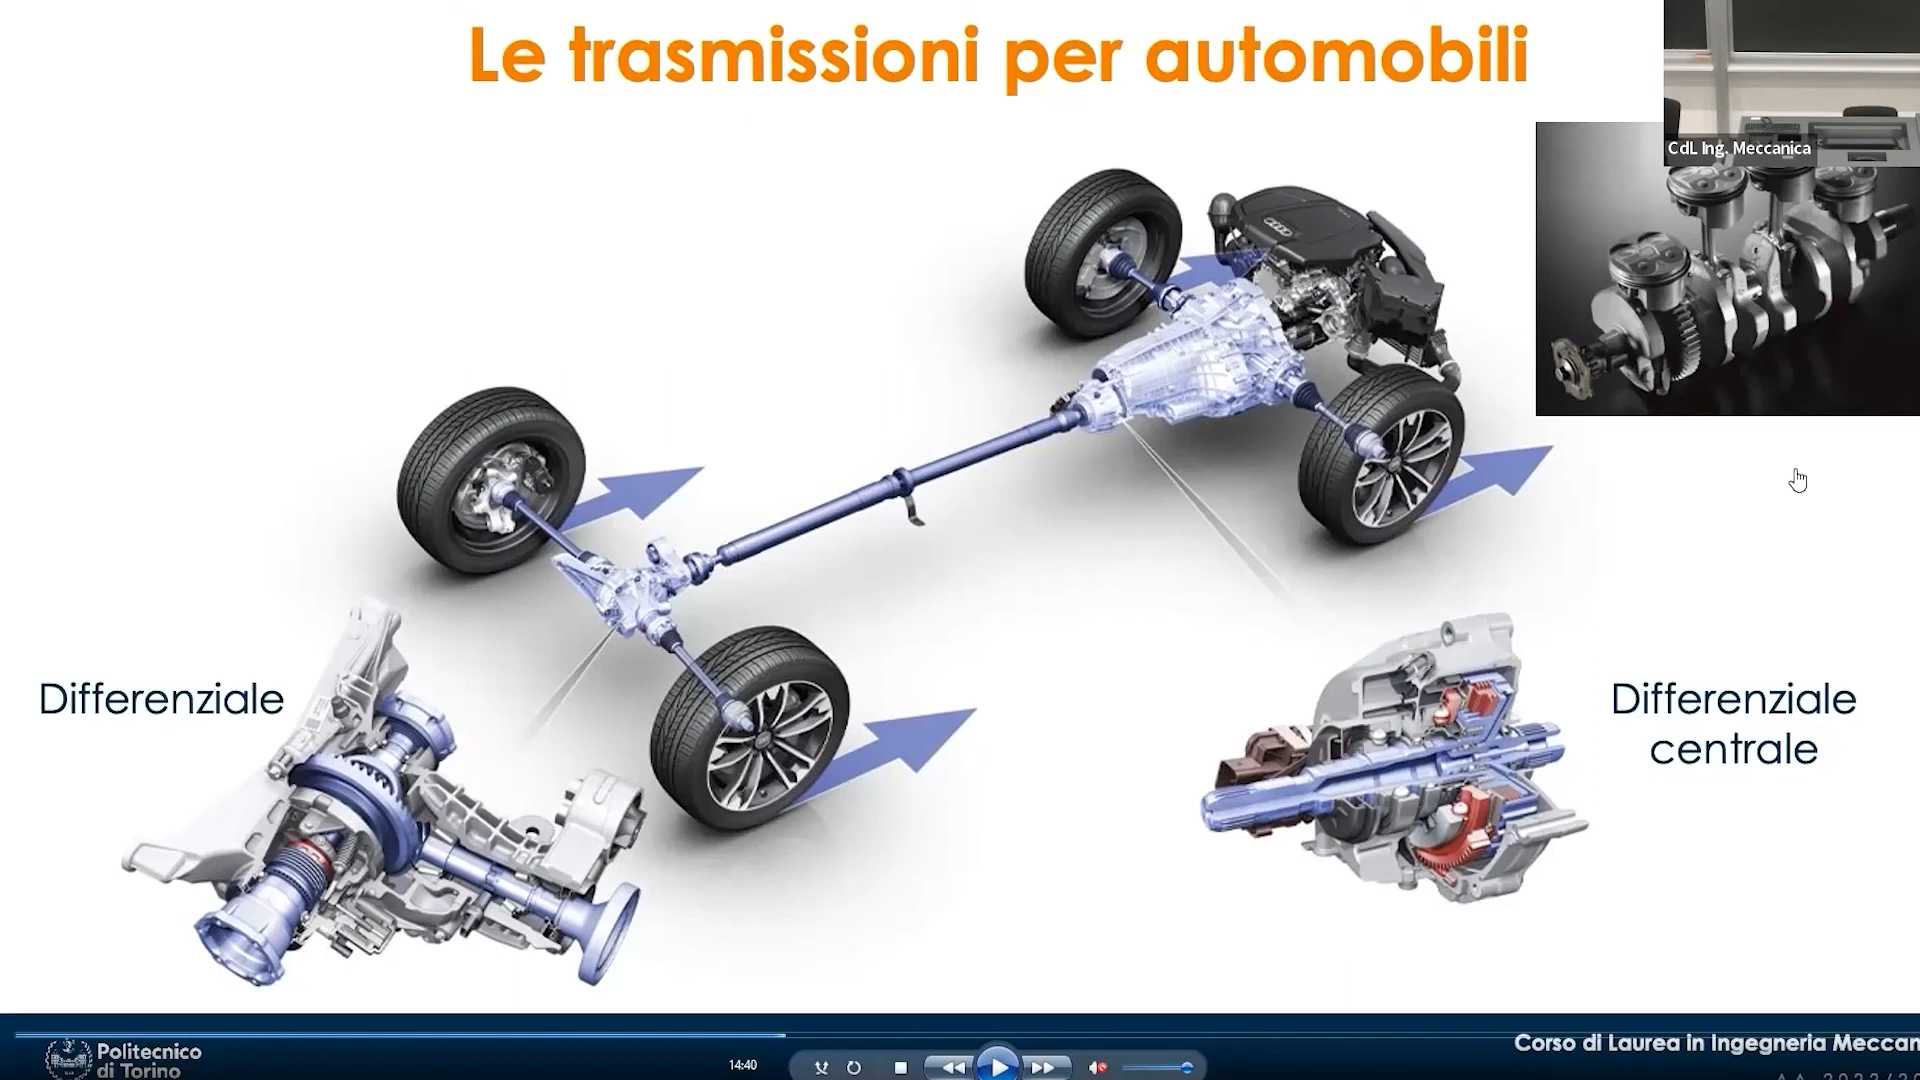 Le trasmissioni per automobili
CdL Ing. Meccanica
Differenziale
Differenziale
centrale
Politecnico
di Torino
14:40
Corso di Laurea in Ingegneria Meccan